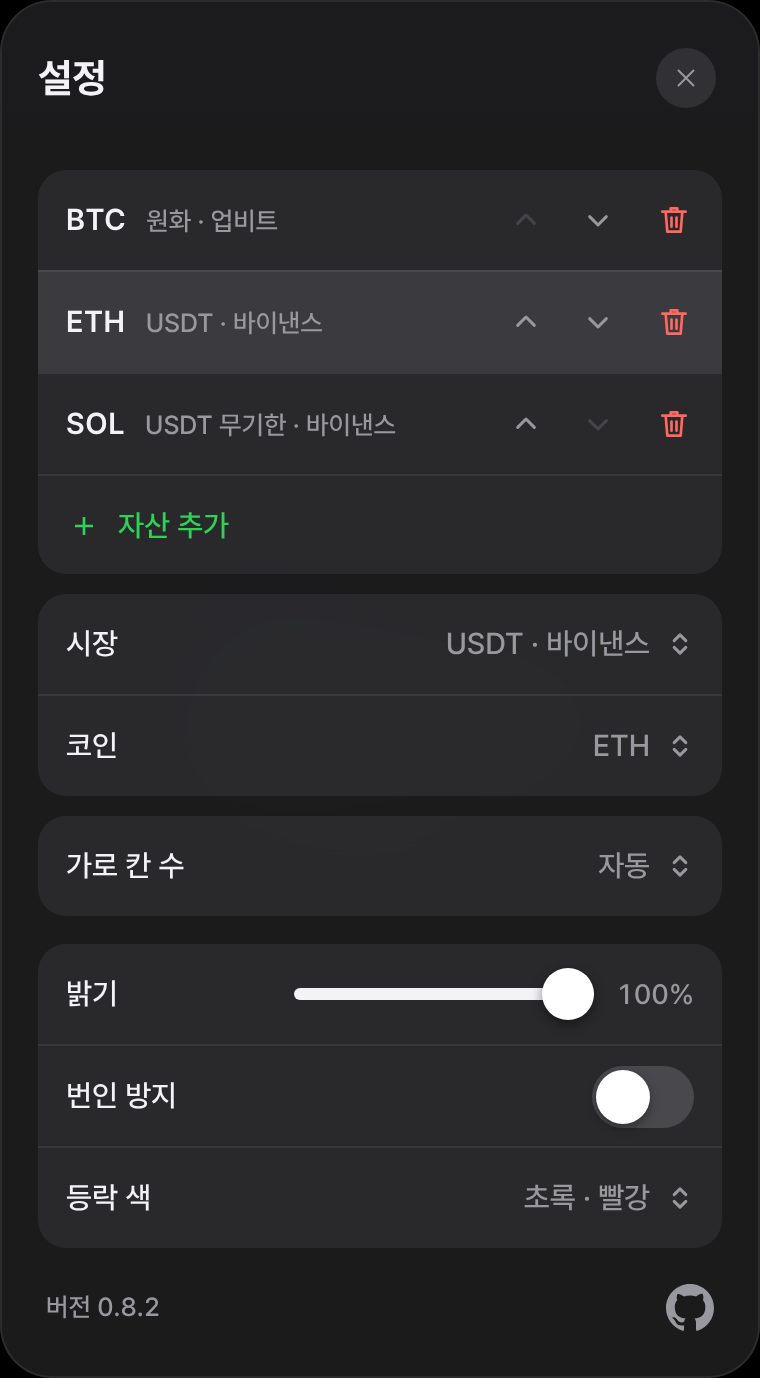 설정
BTC 원화 · 업비트
ETH USDT · 바이낸스
SOL USDT 무기한 · 바이낸스
+ 자산 추가
시장 USDT · 바이낸스
코인 ETH
가로 칸 수 자동
밝기 100%
번인 방지
등락 색 초록 · 빨강
버전 0.8.2